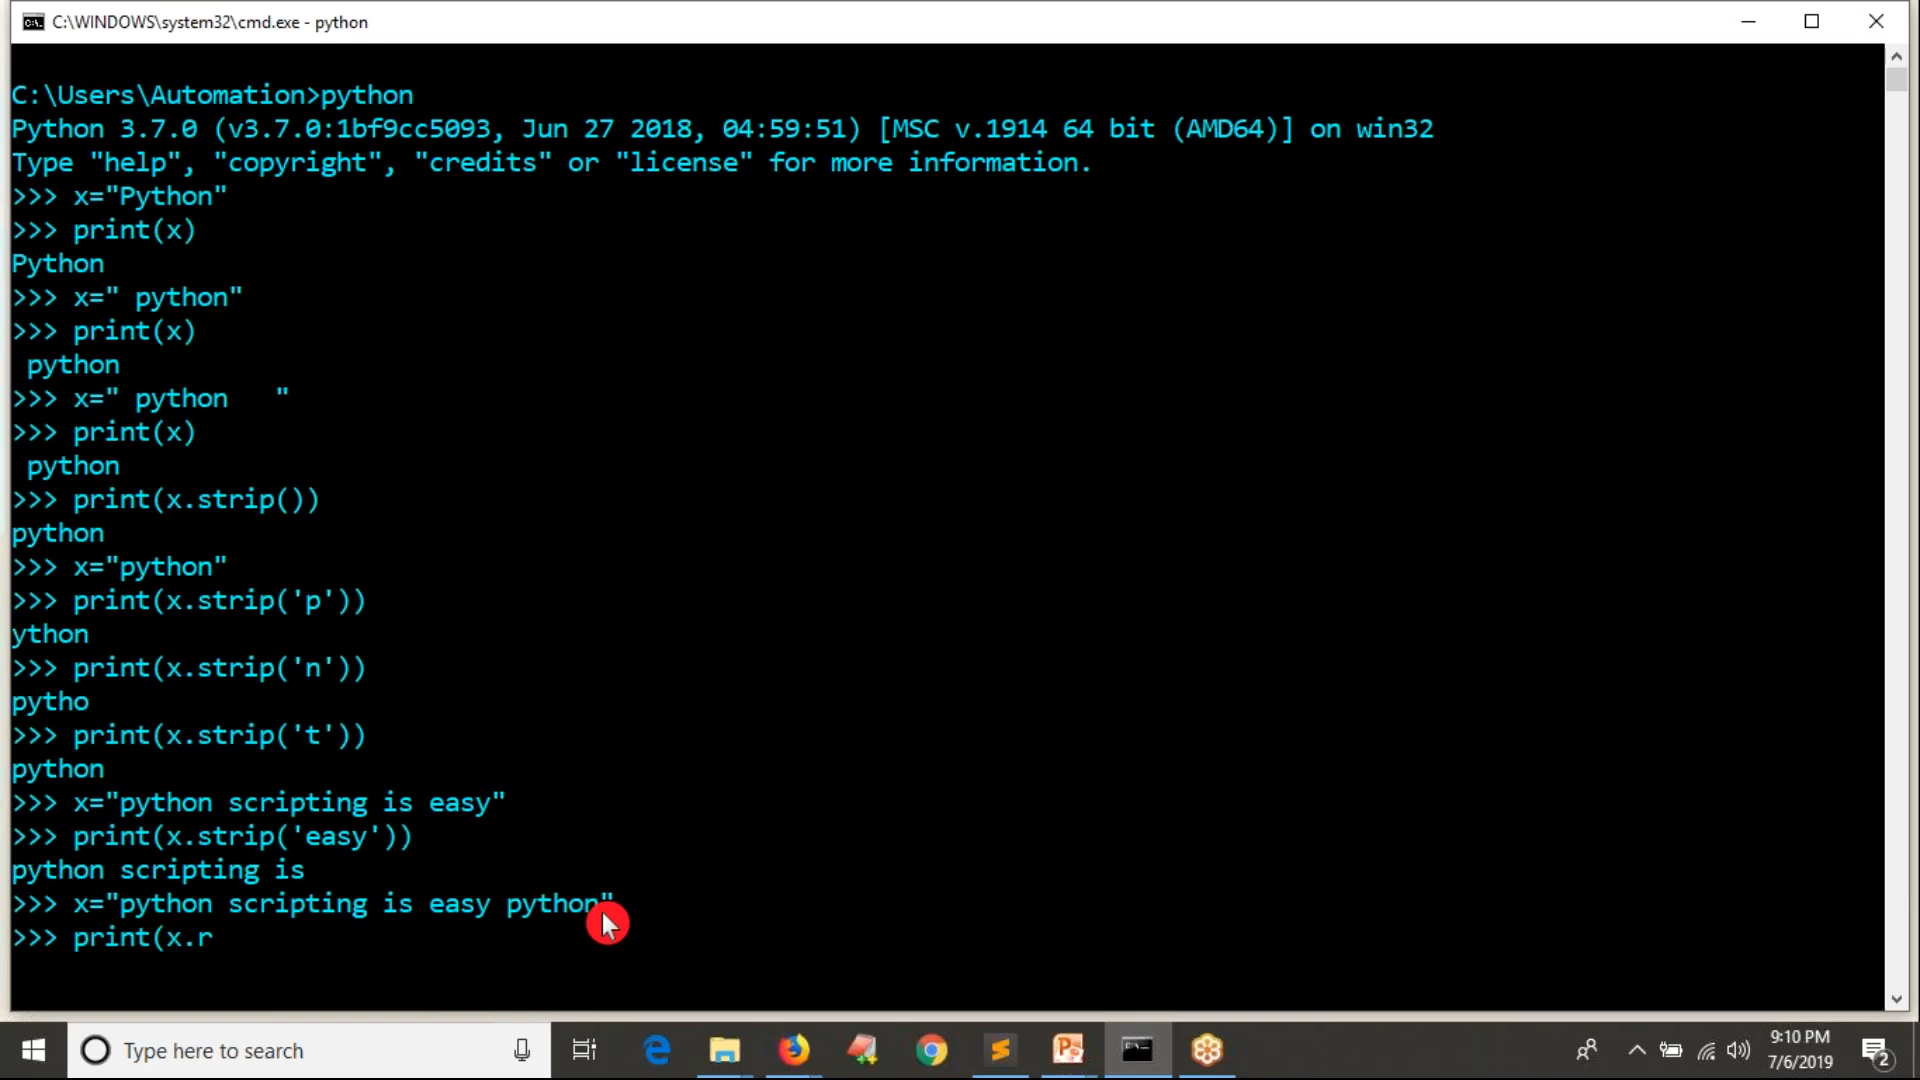 C:\WINDOWS\system32\cmd.exe - python
C:\Users\Automation>python
Python 3.7.0 (v3.7.0:1bf9cc5093, Jun 27 2018, 04:59:51) [MSC v.1914 64 bit (AMD64)] on win32
Type "help", "copyright", "credits" or "license" for more information.
>>> x="Python"
>>> print(x)
Python
>>> x=" python"
>>> print(x)
 python
>>> x=" python   "
>>> print(x)
 python
>>> print(x.strip())
python
>>> x="python"
>>> print(x.strip('p'))
ython
>>> print(x.strip('n'))
pytho
>>> print(x.strip('t'))
python
>>> x="python scripting is easy"
>>> print(x.strip('easy'))
python scripting is
>>> x="python scripting is easy python"
>>> print(x.r
Type here to search
9:10 PM
7/6/2019
2